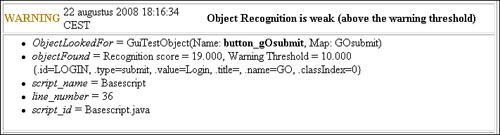 WARNING 22 augustus 2008 18:16:34 CEST Object Recognition is weak (above the warning threshold)
ObjectLookedFor = GuiTestObject(Name: button_gOsubmit, Map: GOsubmit)
objectFound = Recognition score = 19.000, Warning Threshold = 10.000
(.id=LOGIN, .type=submit, .value=Login, .title=, .name=GO, .classIndex=0)
script_name = Basescript
line_number = 36
script_id = Basescript.java